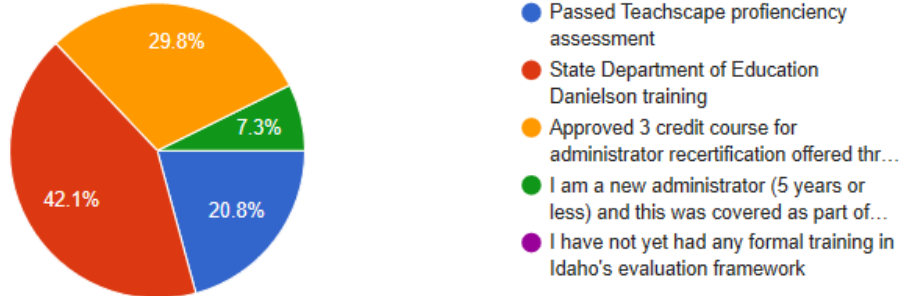 29.8%
7.3%
42.1%
20.8%
Passed Teachscape profienciency
assessment
State Department of Education
Danielson training
Approved 3 credit course for
administrator recertification offered thr...
I am a new administrator (5 years or
less) and this was covered as part of...
I have not yet had any formal training in
Idaho's evaluation framework